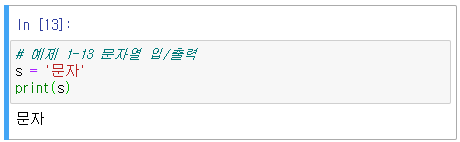 In [13]:
# 예제 1-13 문자열 입/출력
s = '문자'
print(s)
문자